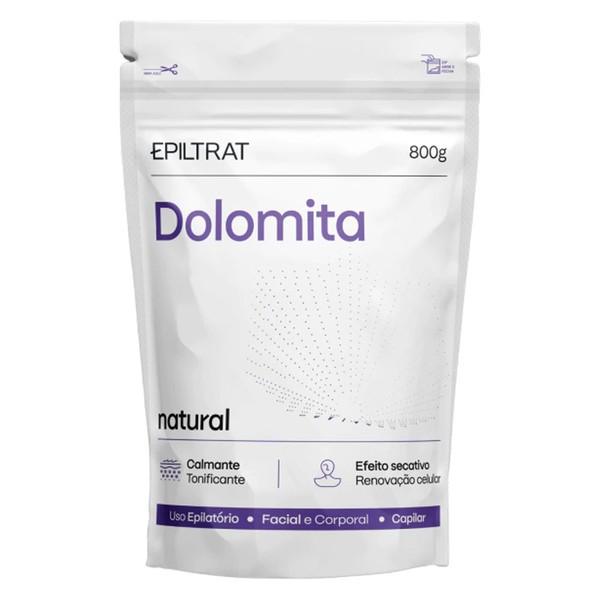 EPILTRAT
800g
Dolomita
natural
Calmante
Tonificante
Efeito secativo
Renovação celular
Uso Epilatório • Facial e Corporal • Capilar